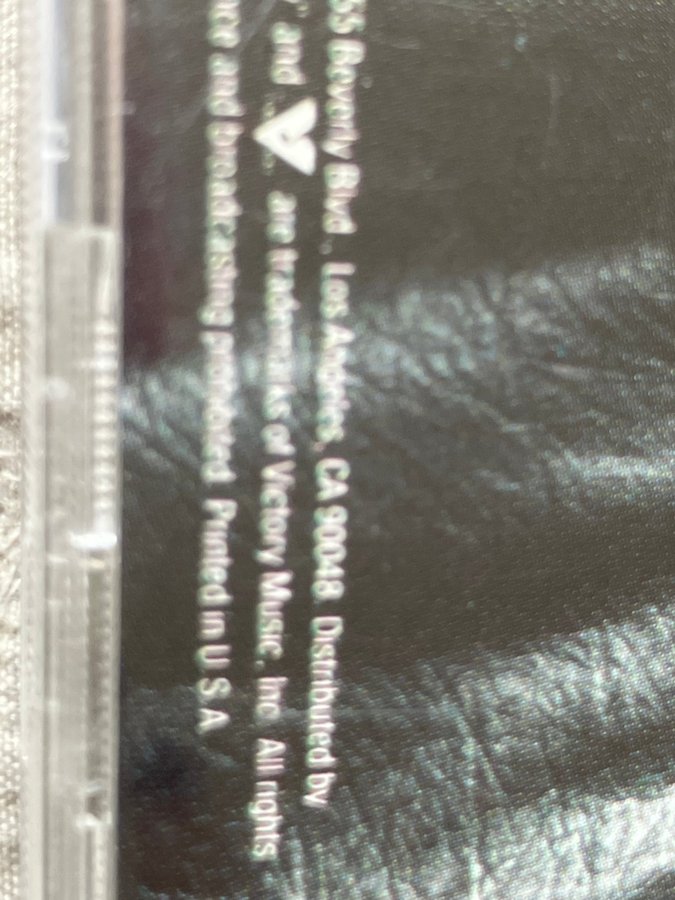 55 Beverly Blvd., Los Angeles, CA 90048. Distributed by
and are trademarks of Victory Music, Inc. All rights
and broadcasting prohibited. Printed in U.S.A.